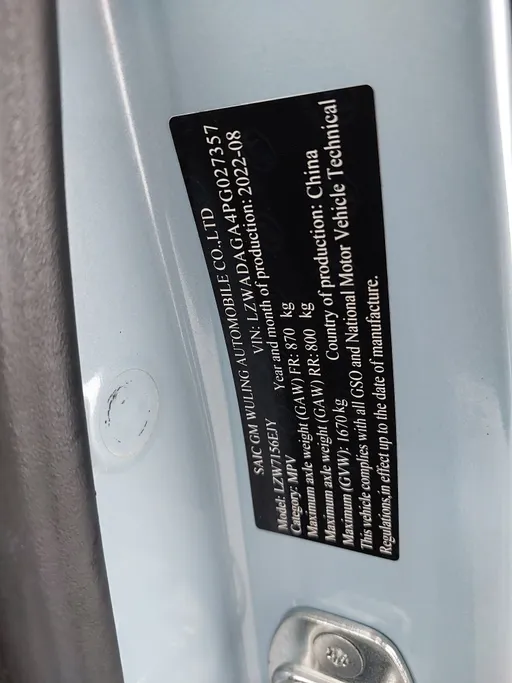 SAIC GM WULING AUTOMOBILE CO.,LTD
Model: LZW7156EJY VIN: LZWADAGA4PG027357
Category: MPV Year and month of production: 2022-08
Maximum axle weight (GAW) FR: 870 kg
Maximum axle weight (GAW) RR: 800 kg
Maximum (GVW): 1670 kg Country of production: China
This vehicle complies with all GSO and National Motor Vehicle Technical
Regulations,in effect up to the date of manufacture.